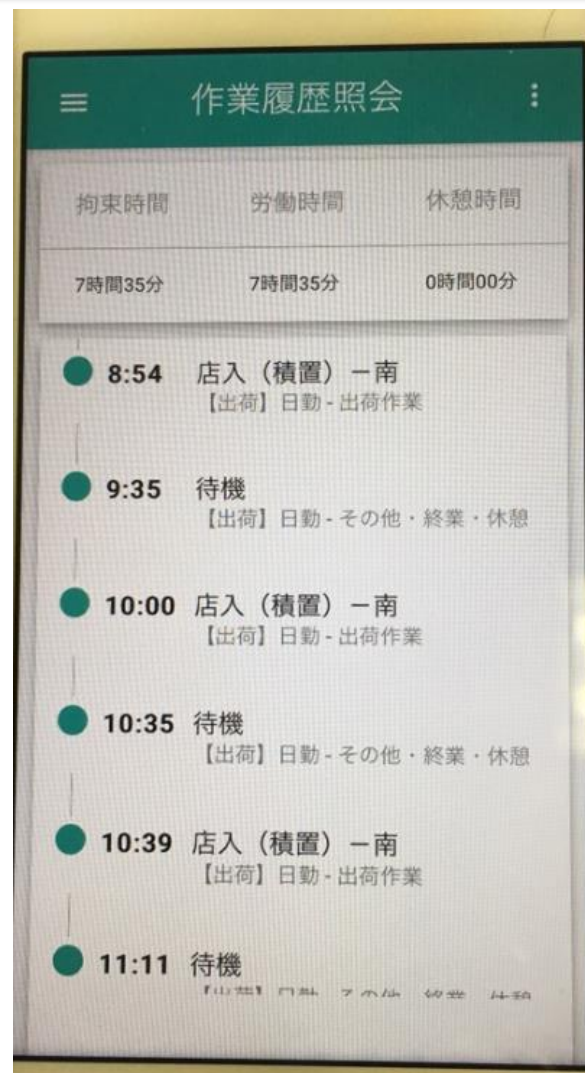 作業履歴照会
拘束時間 労働時間 休憩時間
7時間35分 7時間35分 0時間00分
8:54 店入（積置）－南
【出荷】日勤 - 出荷作業
9:35 待機
【出荷】日勤 - その他・終業・休憩
10:00 店入（積置）－南
【出荷】日勤 - 出荷作業
10:35 待機
【出荷】日勤 - その他・終業・休憩
10:39 店入（積置）－南
【出荷】日勤 - 出荷作業
11:11 待機